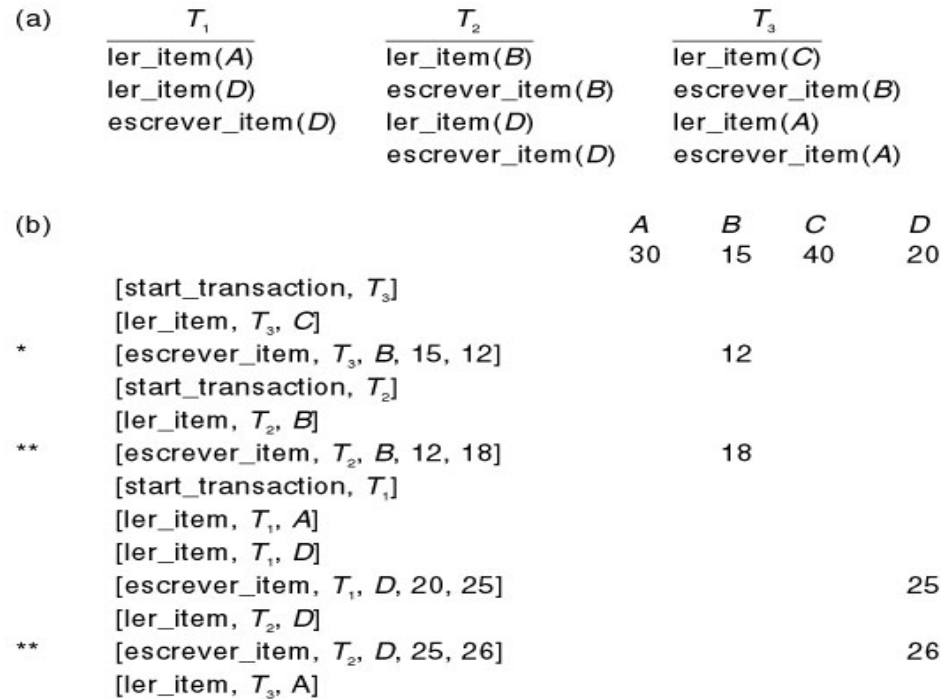 (a) T₁ T₂ T₃
ler_item(A) ler_item(B) ler_item(C)
ler_item(D) escrever_item(B) escrever_item(B)
escrever_item(D) ler_item(D) ler_item(A)
escrever_item(D) escrever_item(A)
(b) A B C D
30 15 40 20
[start_transaction, T₃]
[ler_item, T₃, C]
* [escrever_item, T₃, B, 15, 12] 12
[start_transaction, T₂]
[ler_item, T₂, B]
** [escrever_item, T₂, B, 12, 18] 18
[start_transaction, T₁]
[ler_item, T₁, A]
[ler_item, T₁, D]
[escrever_item, T₁, D, 20, 25] 25
[ler_item, T₂, D]
** [escrever_item, T₂, D, 25, 26] 26
[ler_item, T₃, A]